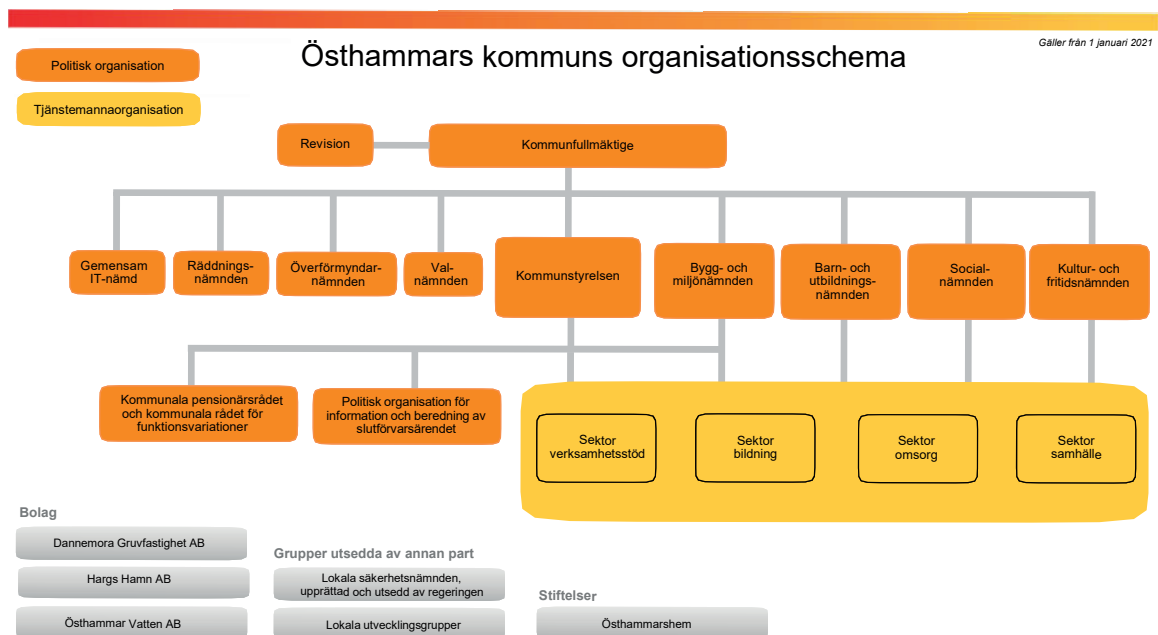 Östhammars kommuns organisationsschema
Gäller från 1 januari 2021
Politisk organisation
Tjänstemannaorganisation
Revision
Kommunfullmäktige
Gemensam
IT-nämd
Räddnings-
nämnden
Överförmyndar-
nämnden
Val-
nämnden
Kommunstyrelsen
Bygg- och
miljönämnden
Barn- och
utbildnings-
nämnden
Social-
nämnden
Kultur- och
fritidsnämnden
Kommunala pensionärsrådet
och kommunala rådet för
funktionsvariationer
Politisk organisation för
information och beredning av
slutförvarsärendet
Sektor
verksamhetsstöd
Sektor
bildning
Sektor
omsorg
Sektor
samhälle
Bolag
Dannemora Gruvfastighet AB
Hargs Hamn AB
Östhammar Vatten AB
Grupper utsedda av annan part
Lokala säkerhetsnämnden,
upprättad och utsedd av regeringen
Lokala utvecklingsgrupper
Stiftelser
Östhammarshem